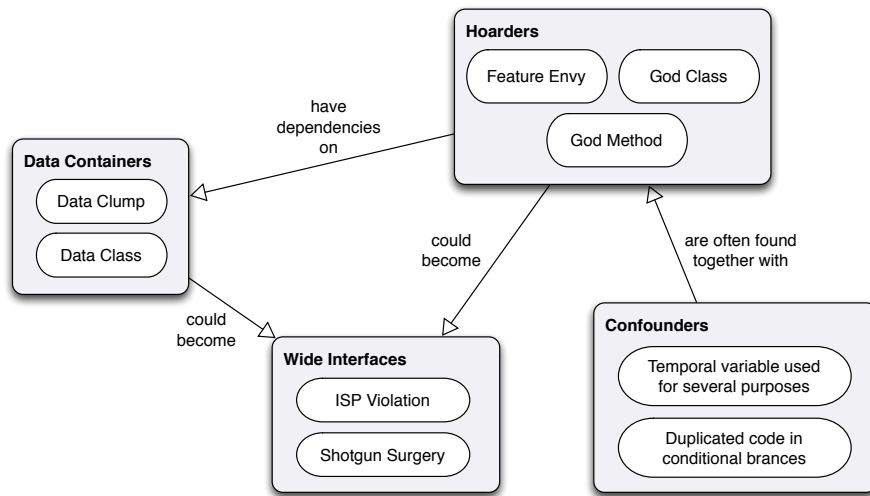 Hoarders
Feature Envy
God Class
God Method
have
dependencies
on
Data Containers
Data Clump
Data Class
could
become
are often found
together with
could
become
Wide Interfaces
ISP Violation
Shotgun Surgery
Confounders
Temporal variable used
for several purposes
Duplicated code in
conditional brances